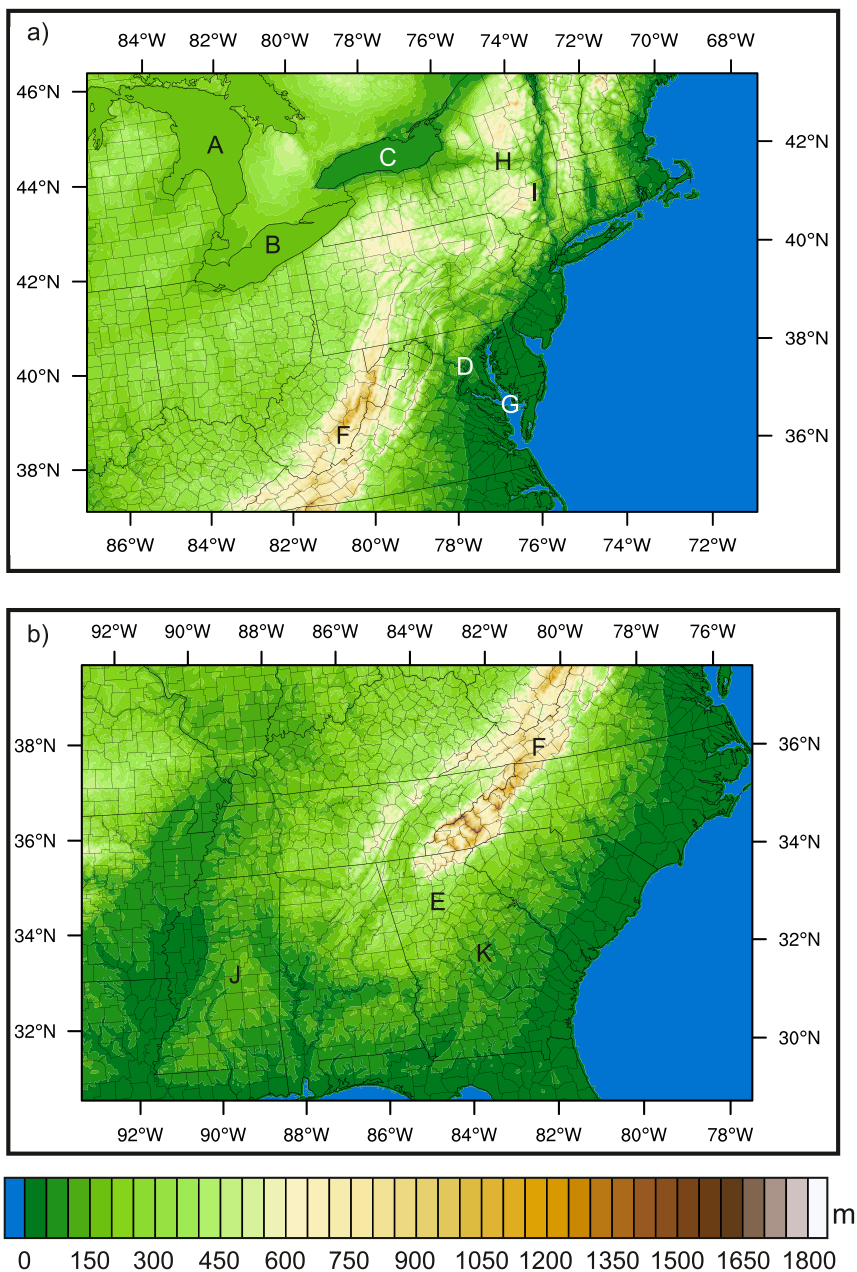 a)
84°W 82°W 80°W 78°W 76°W 74°W 72°W 70°W 68°W
46°N
A
C
42°N
H
44°N
I
B
40°N
42°N
38°N
D
40°N
G
F
36°N
38°N
86°W 84°W 82°W 80°W 78°W 76°W 74°W 72°W
b)
92°W 90°W 88°W 86°W 84°W 82°W 80°W 78°W 76°W
38°N
F
36°N
36°N
34°N
E
34°N
32°N
K
J
32°N
30°N
92°W 90°W 88°W 86°W 84°W 82°W 80°W 78°W
m
0 150 300 450 600 750 900 1050 1200 1350 1500 1650 1800